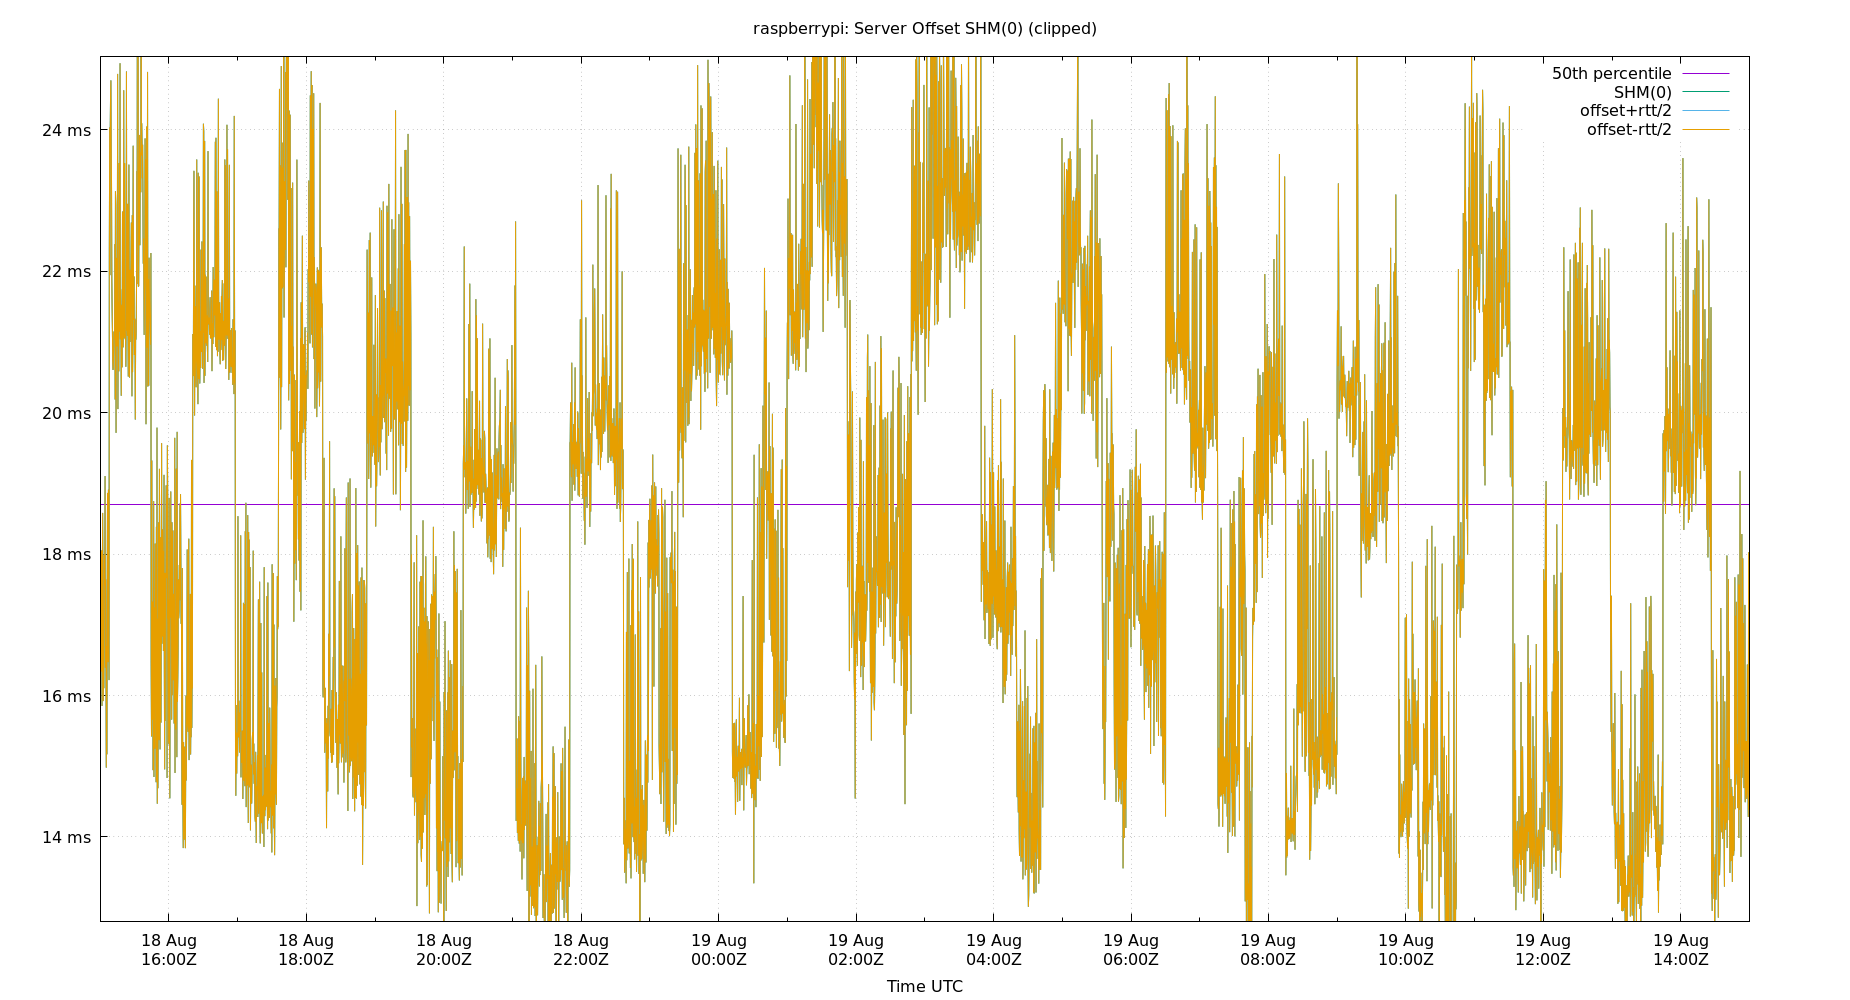 raspberrypi: Server Offset SHM(0) (clipped)
50th percentile
SHM(0)
offset+rtt/2
offset-rtt/2
24 ms
22 ms
20 ms
18 ms
16 ms
14 ms
18 Aug 18 Aug 18 Aug 18 Aug 19 Aug 19 Aug 19 Aug 19 Aug 19 Aug 19 Aug 19 Aug 19 Aug
16:00Z 18:00Z 20:00Z 22:00Z 00:00Z 02:00Z 04:00Z 06:00Z 08:00Z 10:00Z 12:00Z 14:00Z
Time UTC